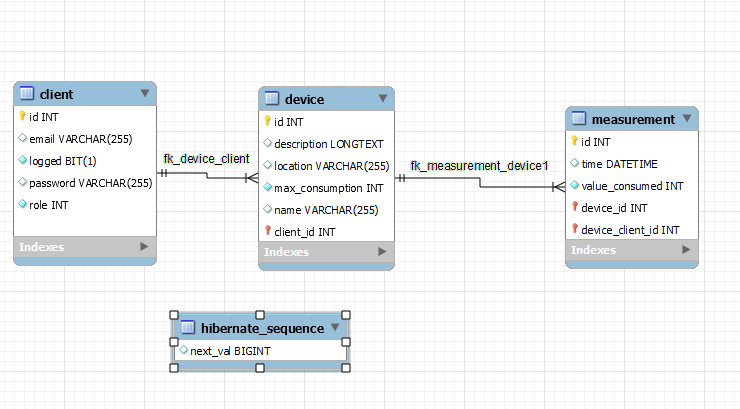 client
id INT
email VARCHAR(255)
logged BIT(1)
password VARCHAR(255)
role INT
Indexes
fk_device_client
device
id INT
description LONGTEXT
location VARCHAR(255)
max_consumption INT
name VARCHAR(255)
client_id INT
Indexes
fk_measurement_device1
measurement
id INT
time DATETIME
value_consumed INT
device_id INT
device_client_id INT
Indexes
hibernate_sequence
next_val BIGINT